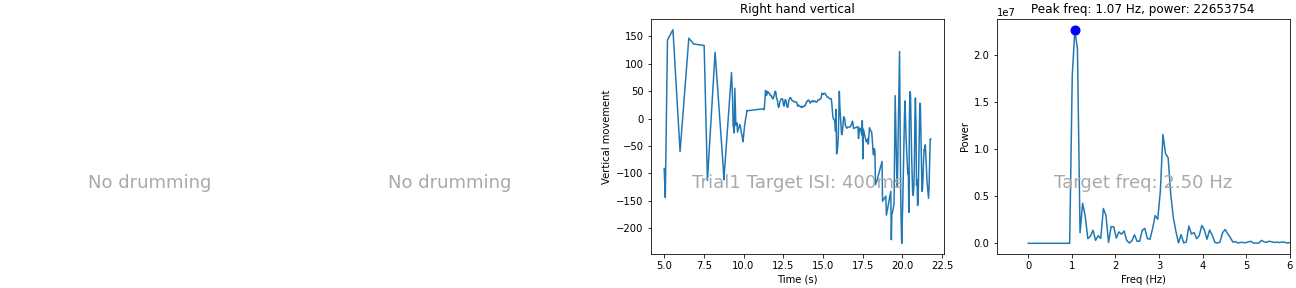 No drumming
No drumming
Right hand vertical
Vertical movement
150
100
50
0
−50
−100
−150
−200
Trial1 Target ISI: 400ms
5.0 7.5 10.0 12.5 15.0 17.5 20.0 22.5
Time (s)
Peak freq: 1.07 Hz, power: 22653754
1e7
Power
2.0
1.5
1.0
0.5
0.0
Target freq: 2.50 Hz
0 1 2 3 4 5 6
Freq (Hz)